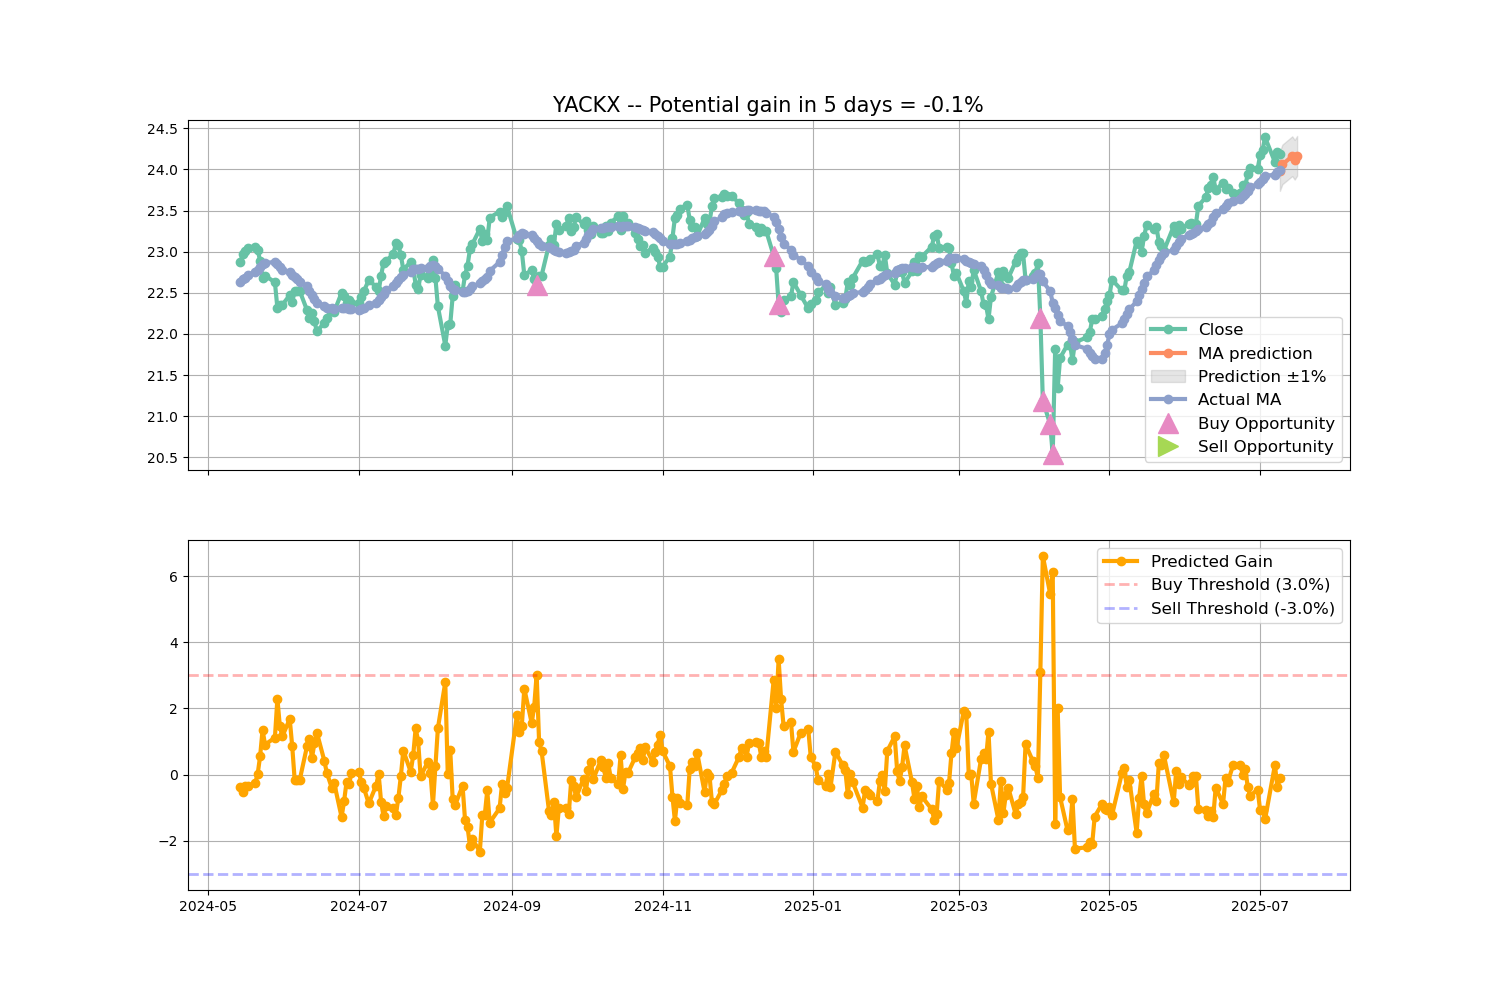 YACKX -- Potential gain in 5 days = -0.1%
24.5
24.0
23.5
23.0
22.5
22.0
21.5
21.0
20.5
Close
MA prediction
Prediction ±1%
Actual MA
Buy Opportunity
Sell Opportunity
6
4
2
0
−2
Predicted Gain
Buy Threshold (3.0%)
Sell Threshold (-3.0%)
2024-05 2024-07 2024-09 2024-11 2025-01 2025-03 2025-05 2025-07